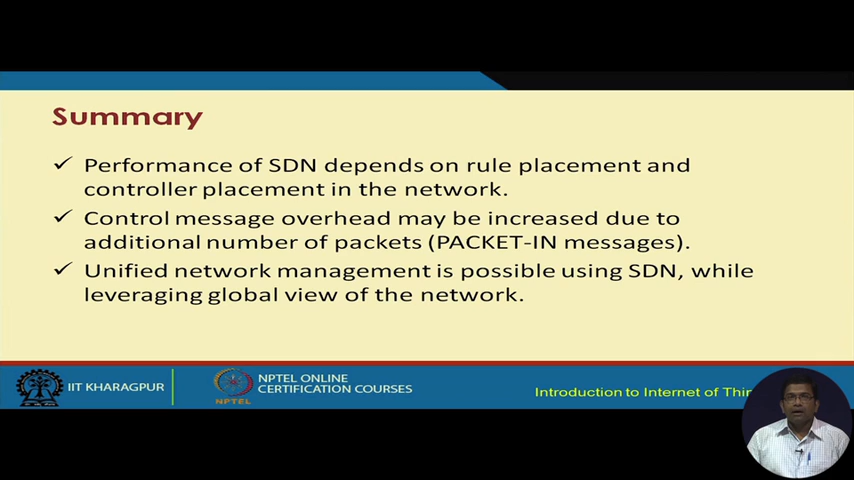 Summary
✓ Performance of SDN depends on rule placement and
controller placement in the network.
✓ Control message overhead may be increased due to
additional number of packets (PACKET-IN messages).
✓ Unified network management is possible using SDN, while
leveraging global view of the network.
IIT KHARAGPUR
NPTEL
NPTEL ONLINE
CERTIFICATION COURSES
Introduction to Internet of